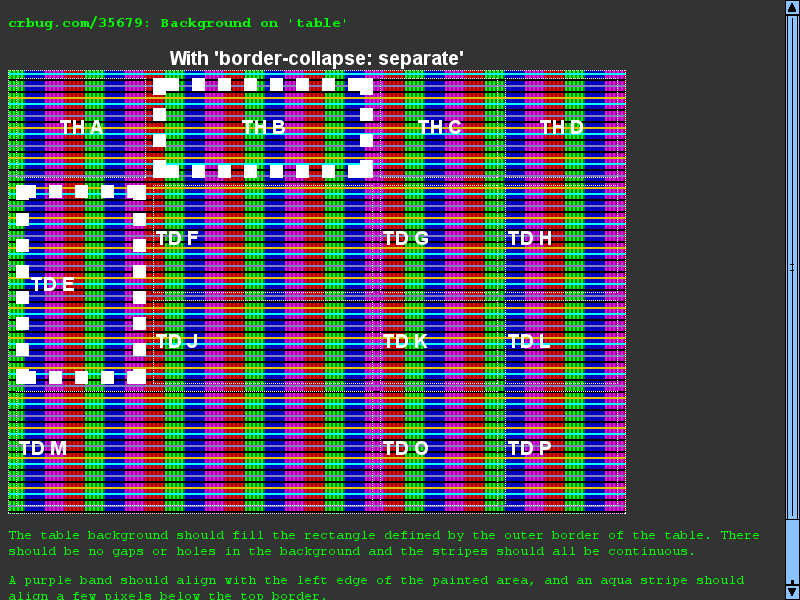 crbug.com/35679: Background on 'table'
With 'border-collapse: separate'
TH A TH B TH C TH D
TD F TD G TD H
TD E
TD J TD K TD L
TD M TD O TD P
The table background should fill the rectangle defined by the outer border of the table. There
should be no gaps or holes in the background and the stripes should all be continuous.
A purple band should align with the left edge of the painted area, and an aqua stripe should
align a few pixels below the top border.